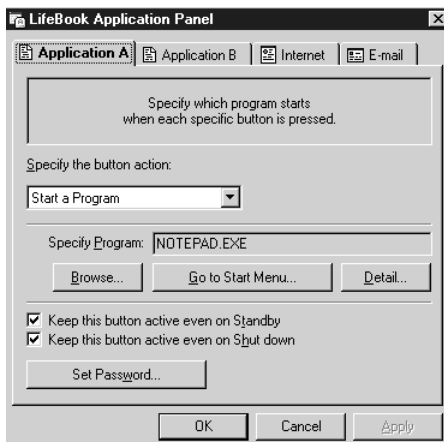 LifeBook Application Panel
Application A Application B Internet E-mail
Specify which program starts
when each specific button is pressed.
Specify the button action:
Start a Program
Specify Program: NOTEPAD.EXE
Browse... Go to Start Menu... Detail...
Keep this button active even on Standby
Keep this button active even on Shut down
Set Password...
OK Cancel Apply